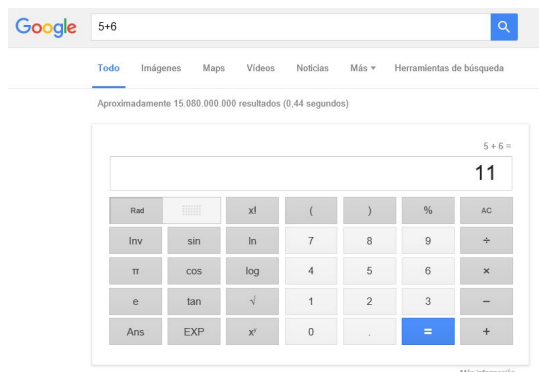 Google 5+6
Todo Imágenes Maps Vídeos Noticias Más Herramientas de búsqueda
Aproximadamente 15.080.000.000 resultados (0,44 segundos)
5 + 6 =
11
Rad x! ( ) % AC
Inv sin ln 7 8 9 ÷
π cos log 4 5 6 ×
e tan √ 1 2 3 −
Ans EXP xʸ 0 . = +
Más información